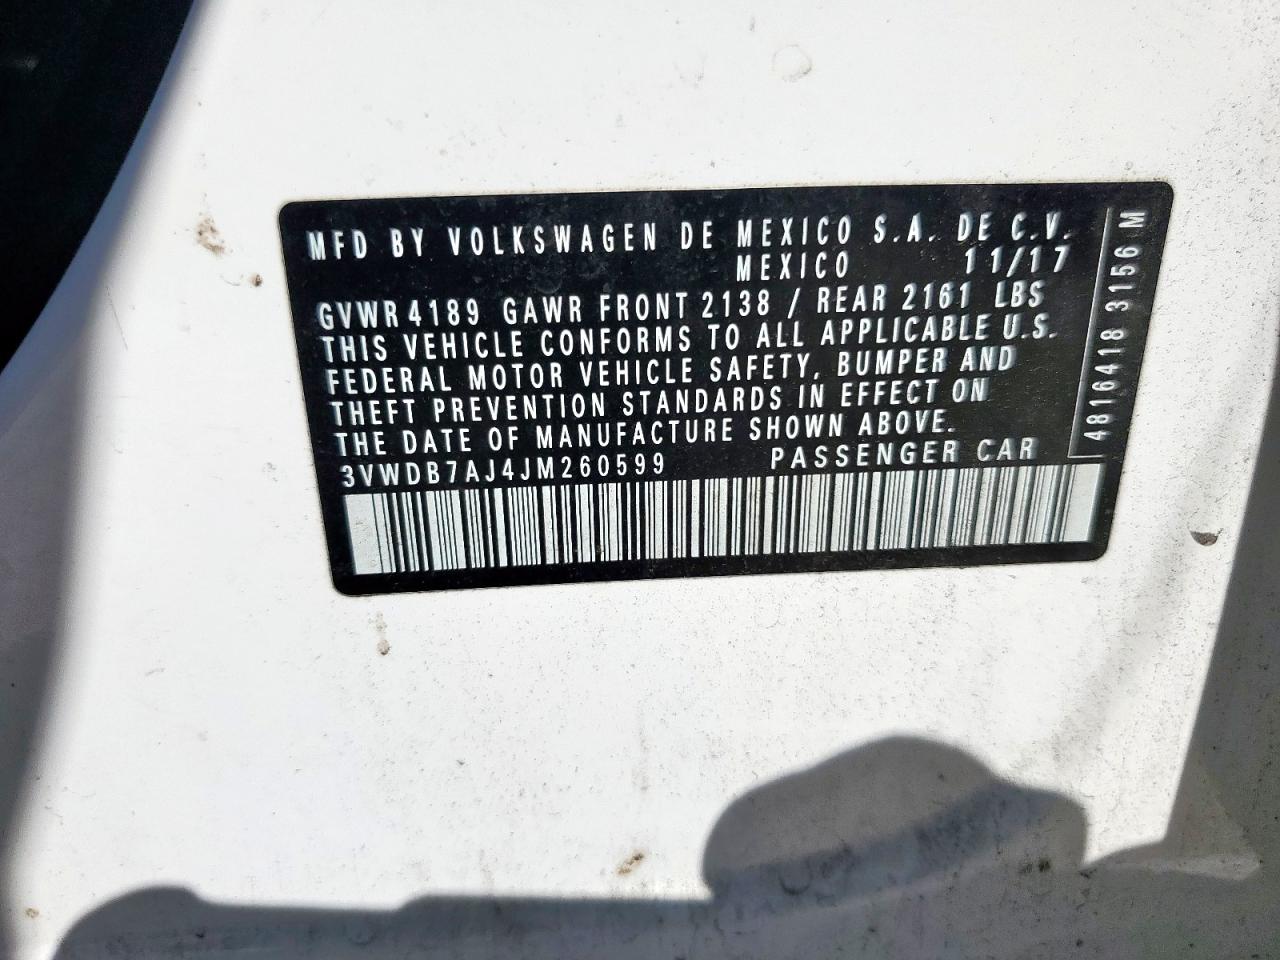 MFD BY VOLKSWAGEN DE MEXICO S.A. DE C.V.
MEXICO 11/17
GVWR 4189 GAWR FRONT 2138 / REAR 2161 LBS
THIS VEHICLE CONFORMS TO ALL APPLICABLE U.S.
FEDERAL MOTOR VEHICLE SAFETY, BUMPER AND
THEFT PREVENTION STANDARDS IN EFFECT ON
THE DATE OF MANUFACTURE SHOWN ABOVE.
3VWDB7AJ4JM260599 PASSENGER CAR
4816418 3156 M